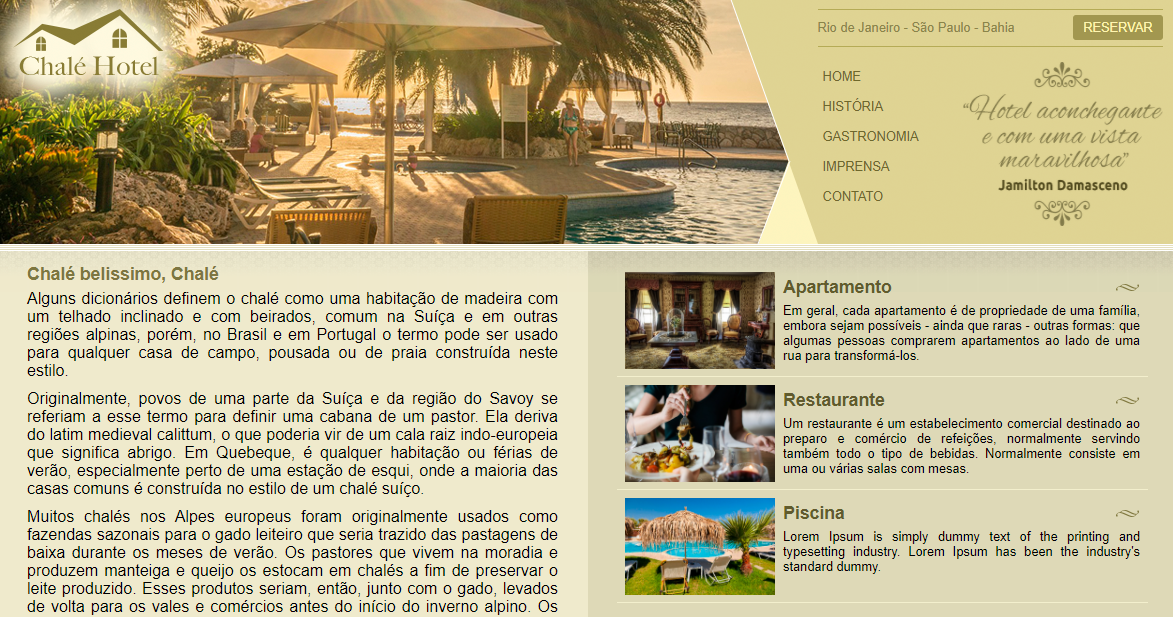 Chalé Hotel
Rio de Janeiro - São Paulo - Bahia
RESERVAR
HOME
HISTÓRIA
GASTRONOMIA
IMPRENSA
CONTATO
“Hotel aconchegante
e com uma vista
maravilhosa”
Jamilton Damasceno
Chalé belissimo, Chalé
Alguns dicionários definem o chalé como uma habitação de madeira com
um telhado inclinado e com beirados, comum na Suíça e em outras
regiões alpinas, porém, no Brasil e em Portugal o termo pode ser usado
para qualquer casa de campo, pousada ou de praia construída neste
estilo.
Originalmente, povos de uma parte da Suíça e da região do Savoy se
referiam a esse termo para definir uma cabana de um pastor. Ela deriva
do latim medieval calittum, o que poderia vir de um cala raiz indo-europeia
que significa abrigo. Em Quebeque, é qualquer habitação ou férias de
verão, especialmente perto de uma estação de esqui, onde a maioria das
casas comuns é construída no estilo de um chalé suíço.
Muitos chalés nos Alpes europeus foram originalmente usados como
fazendas sazonais para o gado leiteiro que seria trazido das pastagens de
baixa durante os meses de verão. Os pastores que vivem na moradia e
produzem manteiga e queijo os estocam em chalés a fim de preservar o
leite produzido. Esses produtos seriam, então, junto com o gado, levados
de volta para os vales e comércios antes do início do inverno alpino. Os
Apartamento
Em geral, cada apartamento é de propriedade de uma família,
embora sejam possíveis - ainda que raras - outras formas: que
algumas pessoas comprarem apartamentos ao lado de uma
rua para transformá-los.
Restaurante
Um restaurante é um estabelecimento comercial destinado ao
preparo e comércio de refeições, normalmente servindo
também todo o tipo de bebidas. Normalmente consiste em
uma ou várias salas com mesas.
Piscina
Lorem Ipsum is simply dummy text of the printing and
typesetting industry. Lorem Ipsum has been the industry's
standard dummy.